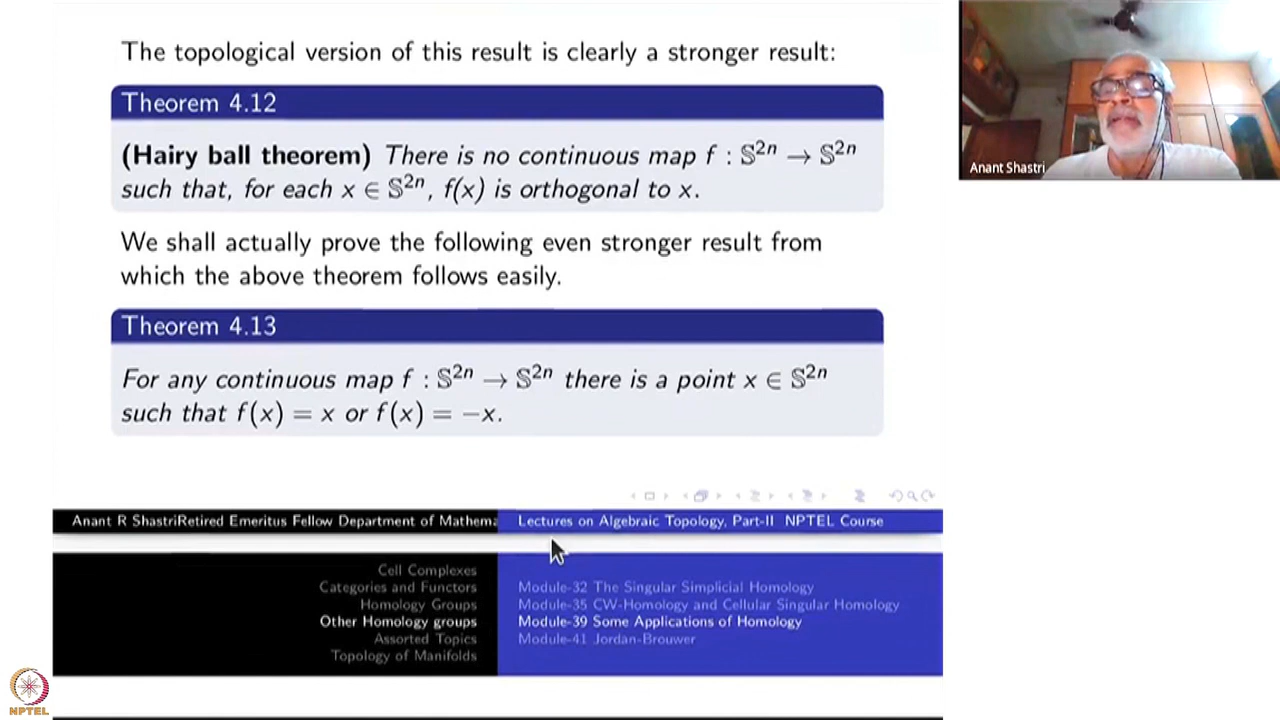 The topological version of this result is clearly a stronger result:
Theorem 4.12
(Hairy ball theorem) There is no continuous map f : 𝕊²ⁿ → 𝕊²ⁿ
such that, for each x ∈ 𝕊²ⁿ, f(x) is orthogonal to x.
We shall actually prove the following even stronger result from
which the above theorem follows easily.
Theorem 4.13
For any continuous map f : 𝕊²ⁿ → 𝕊²ⁿ there is a point x ∈ 𝕊²ⁿ
such that f(x) = x or f(x) = −x.
Anant Shastri
Anant R ShastriRetired Emeritus Fellow Department of Mathema
Lectures on Algebraic Topology, Part-II NPTEL Course
Cell Complexes
Categories and Functors
Homology Groups
Other Homology groups
Assorted Topics
Topology of Manifolds
Module-32 The Singular Simplicial Homology
Module-35 CW-Homology and Cellular Singular Homology
Module-39 Some Applications of Homology
Module-41 Jordan-Brouwer
NPTEL